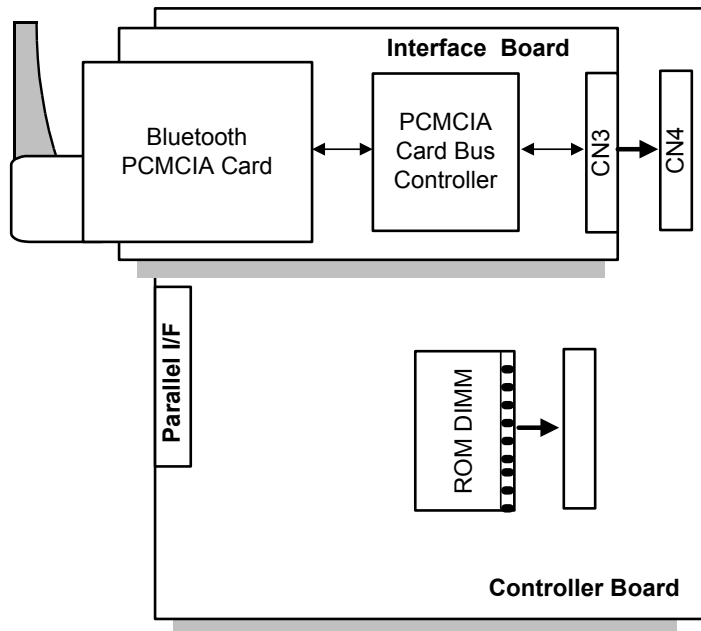 Interface Board
Bluetooth
PCMCIA Card
PCMCIA
Card Bus
Controller
CN3
CN4
Parallel I/F
ROM DIMM
Controller Board